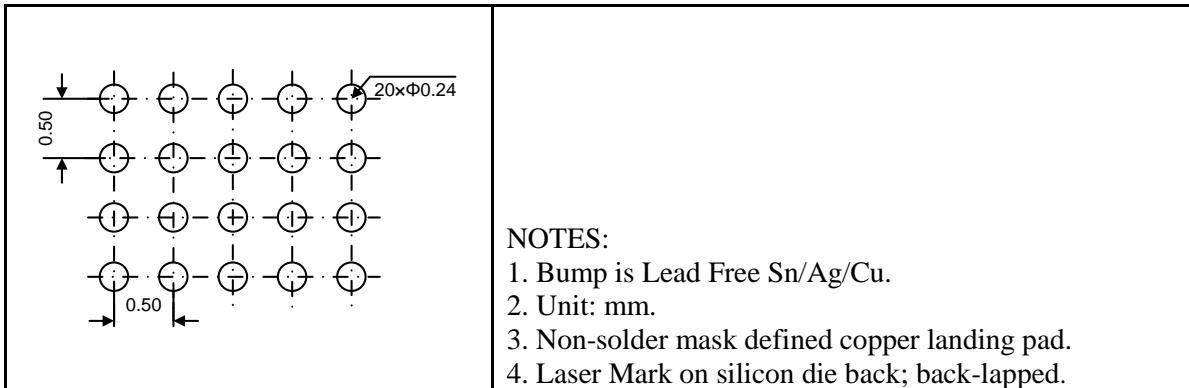 20×Φ0.24
0.50
0.50
NOTES:
1. Bump is Lead Free Sn/Ag/Cu.
2. Unit: mm.
3. Non-solder mask defined copper landing pad.
4. Laser Mark on silicon die back; back-lapped.